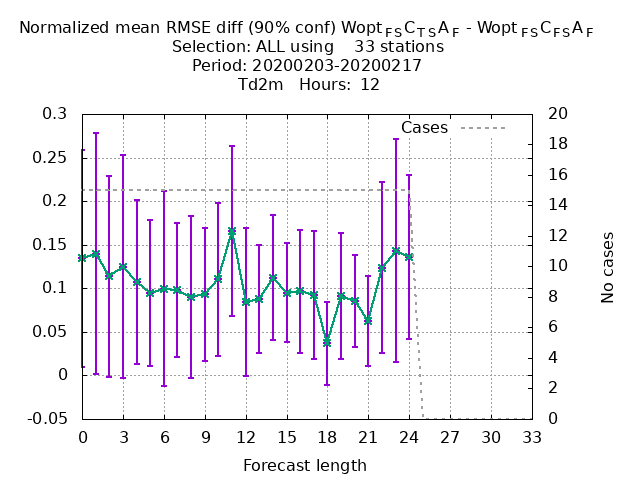 Normalized mean RMSE diff (90% conf) Wopt FS C TS A F - Wopt FS C FS A F
Selection: ALL using 33 stations
Period: 20200203-20200217
Td2m Hours: 12
0.3
0.25
0.2
0.15
0.1
0.05
0
-0.05
Cases
20
18
16
14
12
10
8
6
4
2
0
No cases
0 3 6 9 12 15 18 21 24 27 30 33
Forecast length